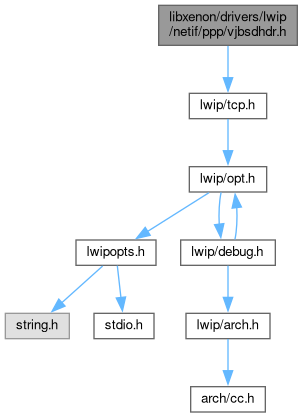 libxenon/drivers/lwip
/netif/ppp/vjbsdhdr.h
lwip/tcp.h
lwip/opt.h
lwipopts.h
lwip/debug.h
string.h
stdio.h
lwip/arch.h
arch/cc.h